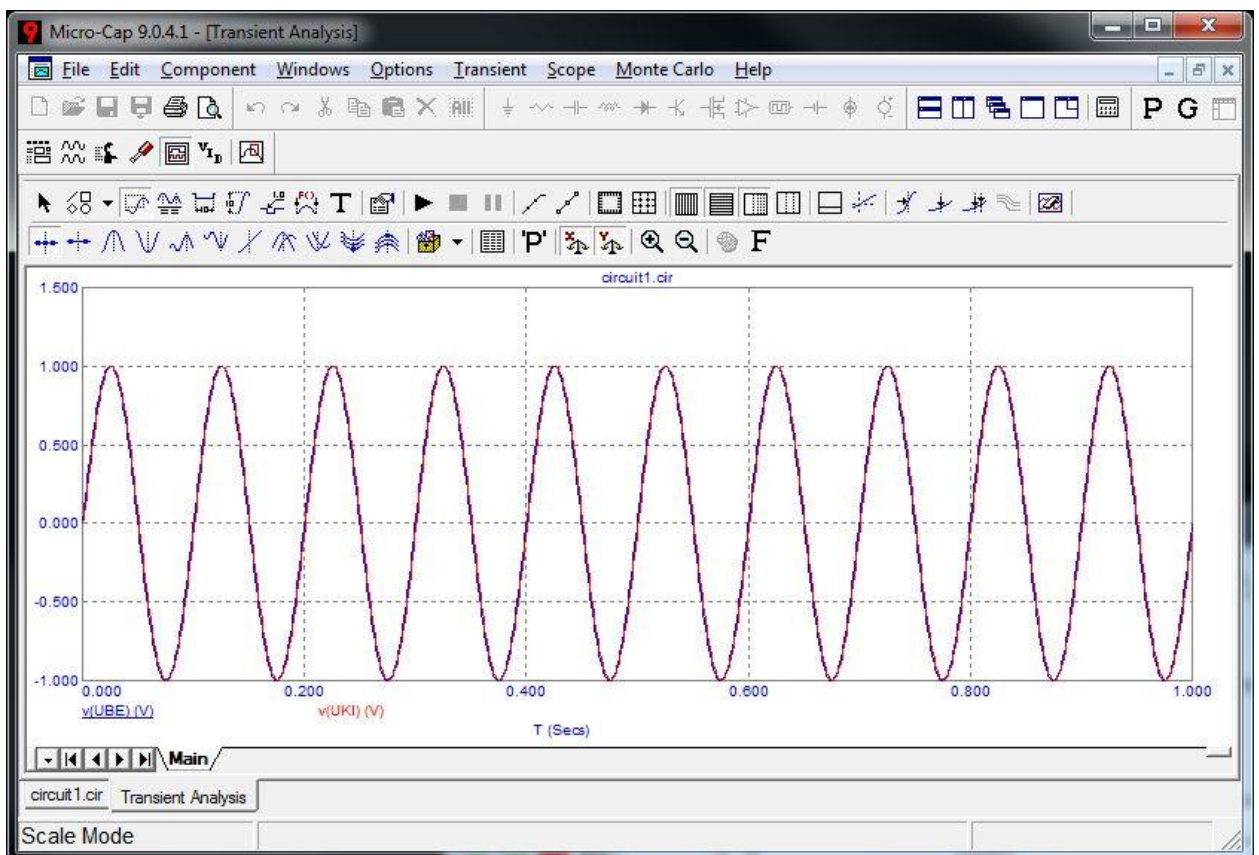 Micro-Cap 9.0.4.1 - [Transient Analysis]
File Edit Component Windows Options Transient Scope Monte Carlo Help
P G
T 'P' F
circuit1.cir
1.500
1.000
0.500
0.000
-0.500
-1.000
0.000 0.200 0.400 0.600 0.800 1.000
v(UBE) (V) v(UKI) (V)
T (Secs)
Main
circuit1.cir Transient Analysis
Scale Mode